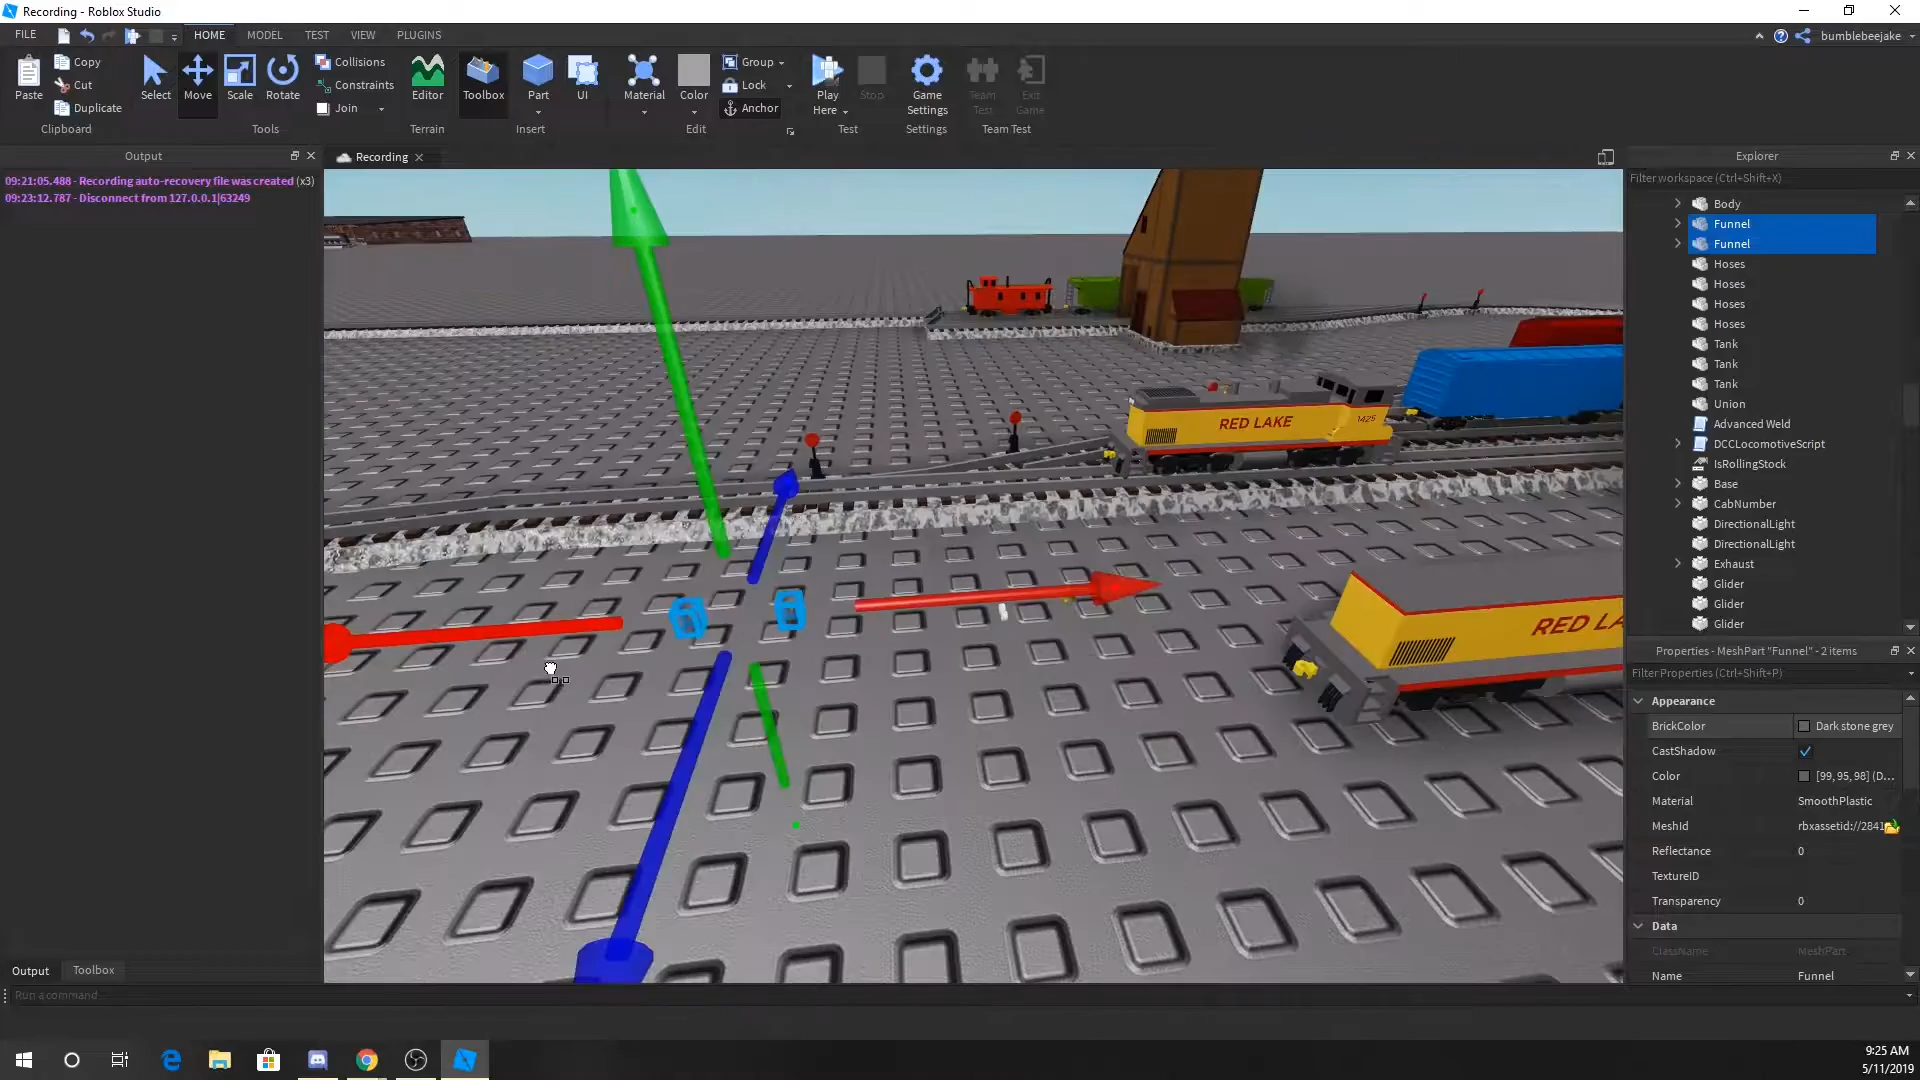 Recording - Roblox Studio
FILE
HOME
MODEL
TEST
VIEW
PLUGINS
bumblebeejake
Paste
Copy
Cut
Duplicate
Clipboard
Select
Move
Scale
Rotate
Collisions
Constraints
Join
Tools
Editor
Terrain
Toolbox
Part
UI
Insert
Material
Color
Group
Lock
Anchor
Edit
Play
Here
Stop
Test
Game
Settings
Settings
Team
Test
Exit
Game
Team Test
Output
09:21:05.488 - Recording auto-recovery file was created (x3)
09:23:12.787 - Disconnect from 127.0.0.1|63249
Recording
RED LAKE
1425
RED LA
Explorer
Filter workspace (Ctrl+Shift+X)
Body
Funnel
Funnel
Hoses
Hoses
Hoses
Hoses
Tank
Tank
Tank
Union
Advanced Weld
DCCLocomotiveScript
IsRollingStock
Base
CabNumber
DirectionalLight
DirectionalLight
Exhaust
Glider
Glider
Glider
Properties - MeshPart "Funnel" - 2 items
Filter Properties (Ctrl+Shift+P)
Appearance
BrickColor Dark stone grey
CastShadow
Color [99, 95, 98] (D...
Material SmoothPlastic
MeshId rbxassetid://2841
Reflectance 0
TextureID
Transparency 0
Data
ClassName MeshPart
Name Funnel
Output
Toolbox
Run a command
9:25 AM
5/11/2019